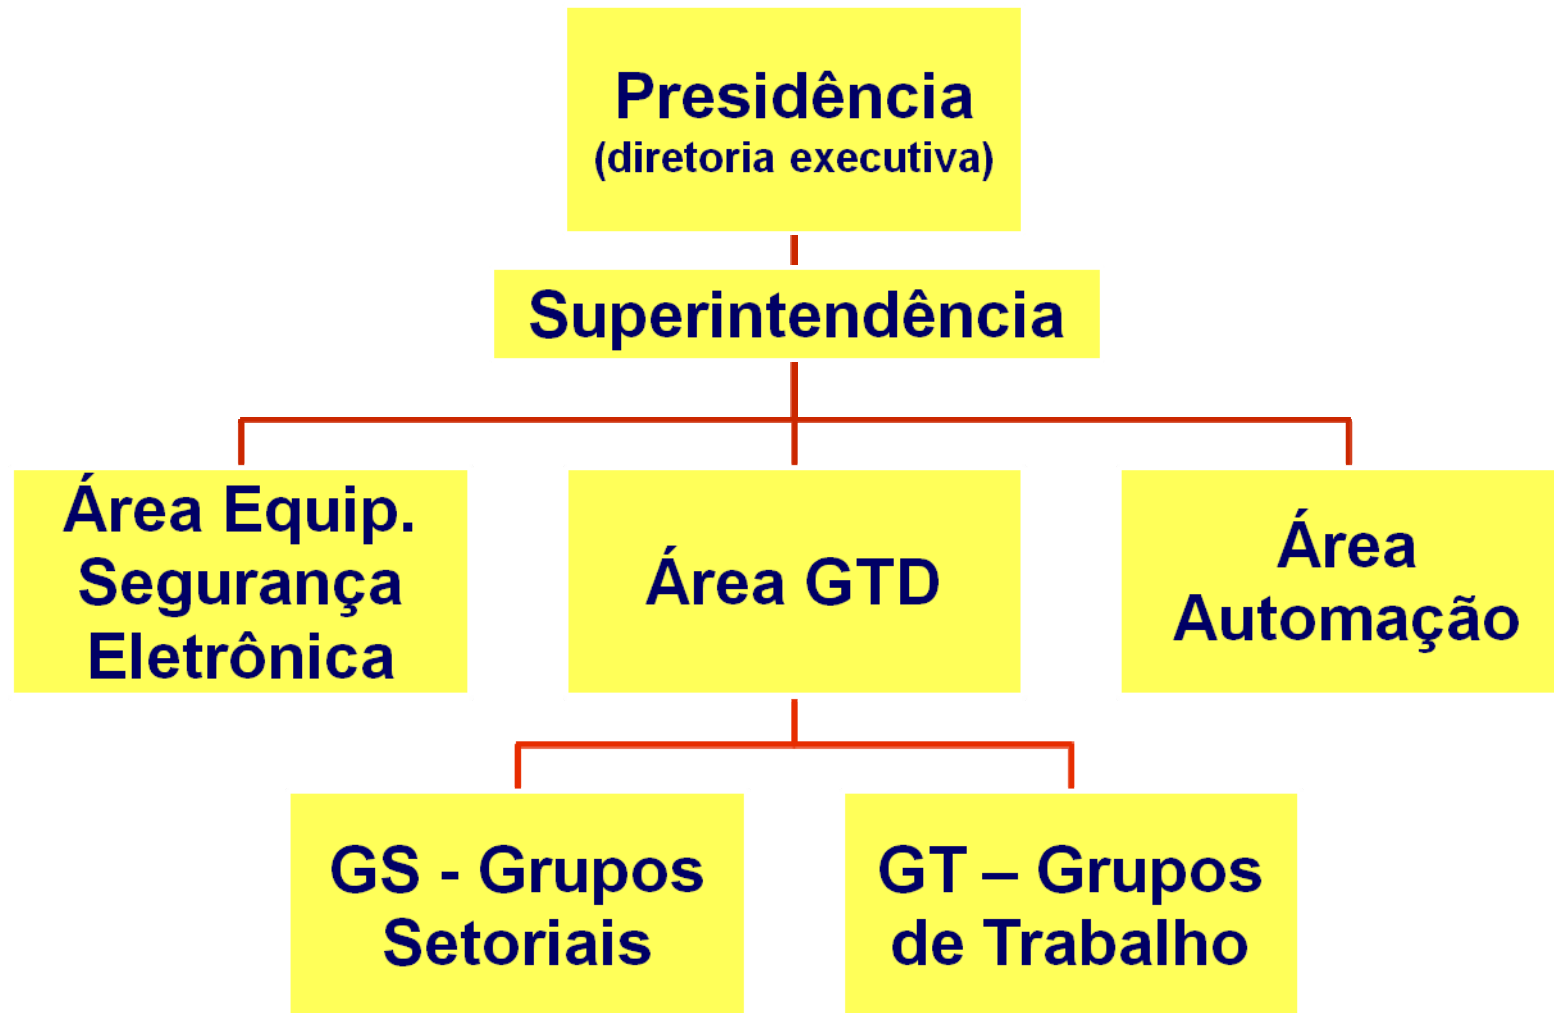 Presidência
(diretoria executiva)
Superintendência
Área Equip.
Segurança
Eletrônica
Área GTD
Área
Automação
GS - Grupos
Setoriais
GT – Grupos
de Trabalho